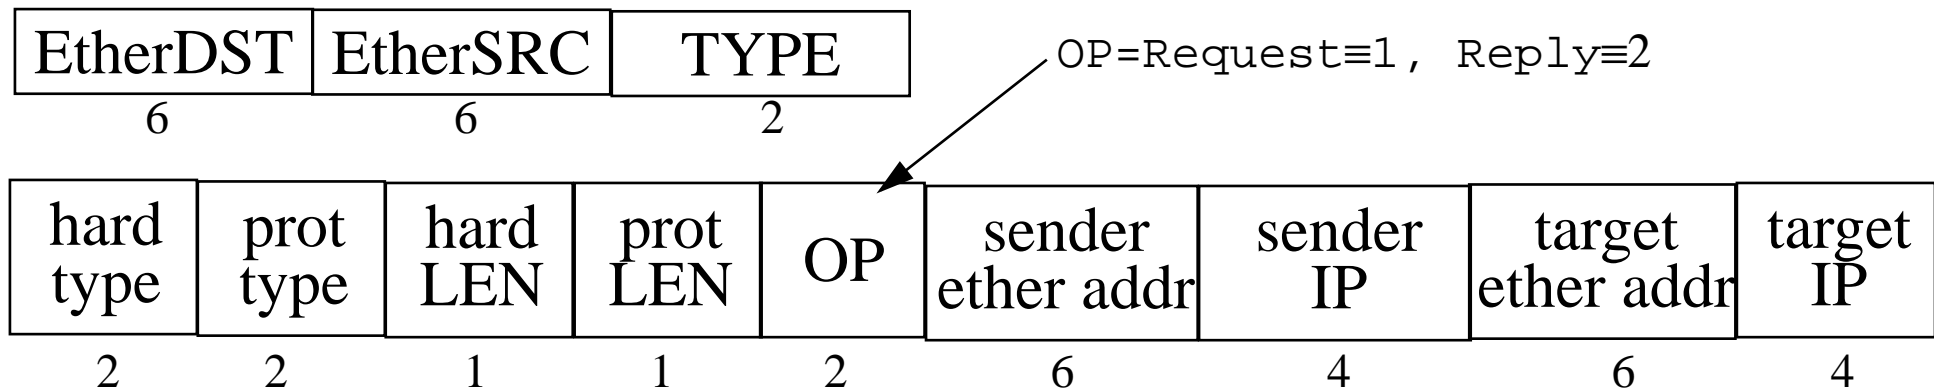 EtherDST EtherSRC TYPE OP=Request≡1, Reply≡2
6 6 2
hard prot hard prot OP sender sender target target
type type LEN LEN ether addr IP ether addr IP
2 2 1 1 2 6 4 6 4